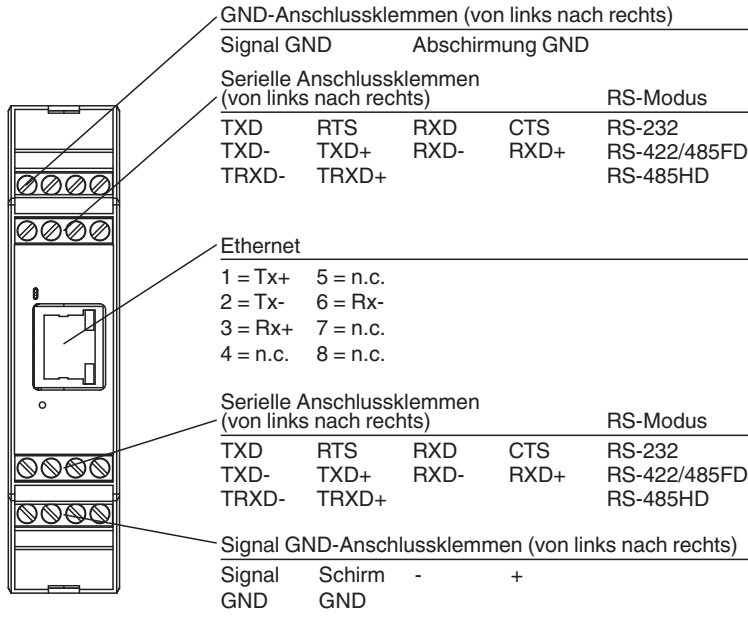 GND-Anschlussklemmen (von links nach rechts)
Signal GND Abschirmung GND
Serielle Anschlussklemmen
(von links nach rechts) RS-Modus
TXD RTS RXD CTS RS-232
TXD- TXD+ RXD- RXD+ RS-422/485FD
TRXD- TRXD+ RS-485HD
Ethernet
1 = Tx+ 5 = n.c.
2 = Tx- 6 = Rx-
3 = Rx+ 7 = n.c.
4 = n.c. 8 = n.c.
Serielle Anschlussklemmen
(von links nach rechts) RS-Modus
TXD RTS RXD CTS RS-232
TXD- TXD+ RXD- RXD+ RS-422/485FD
TRXD- TRXD+ RS-485HD
Signal GND-Anschlussklemmen (von links nach rechts)
Signal Schirm - +
GND GND